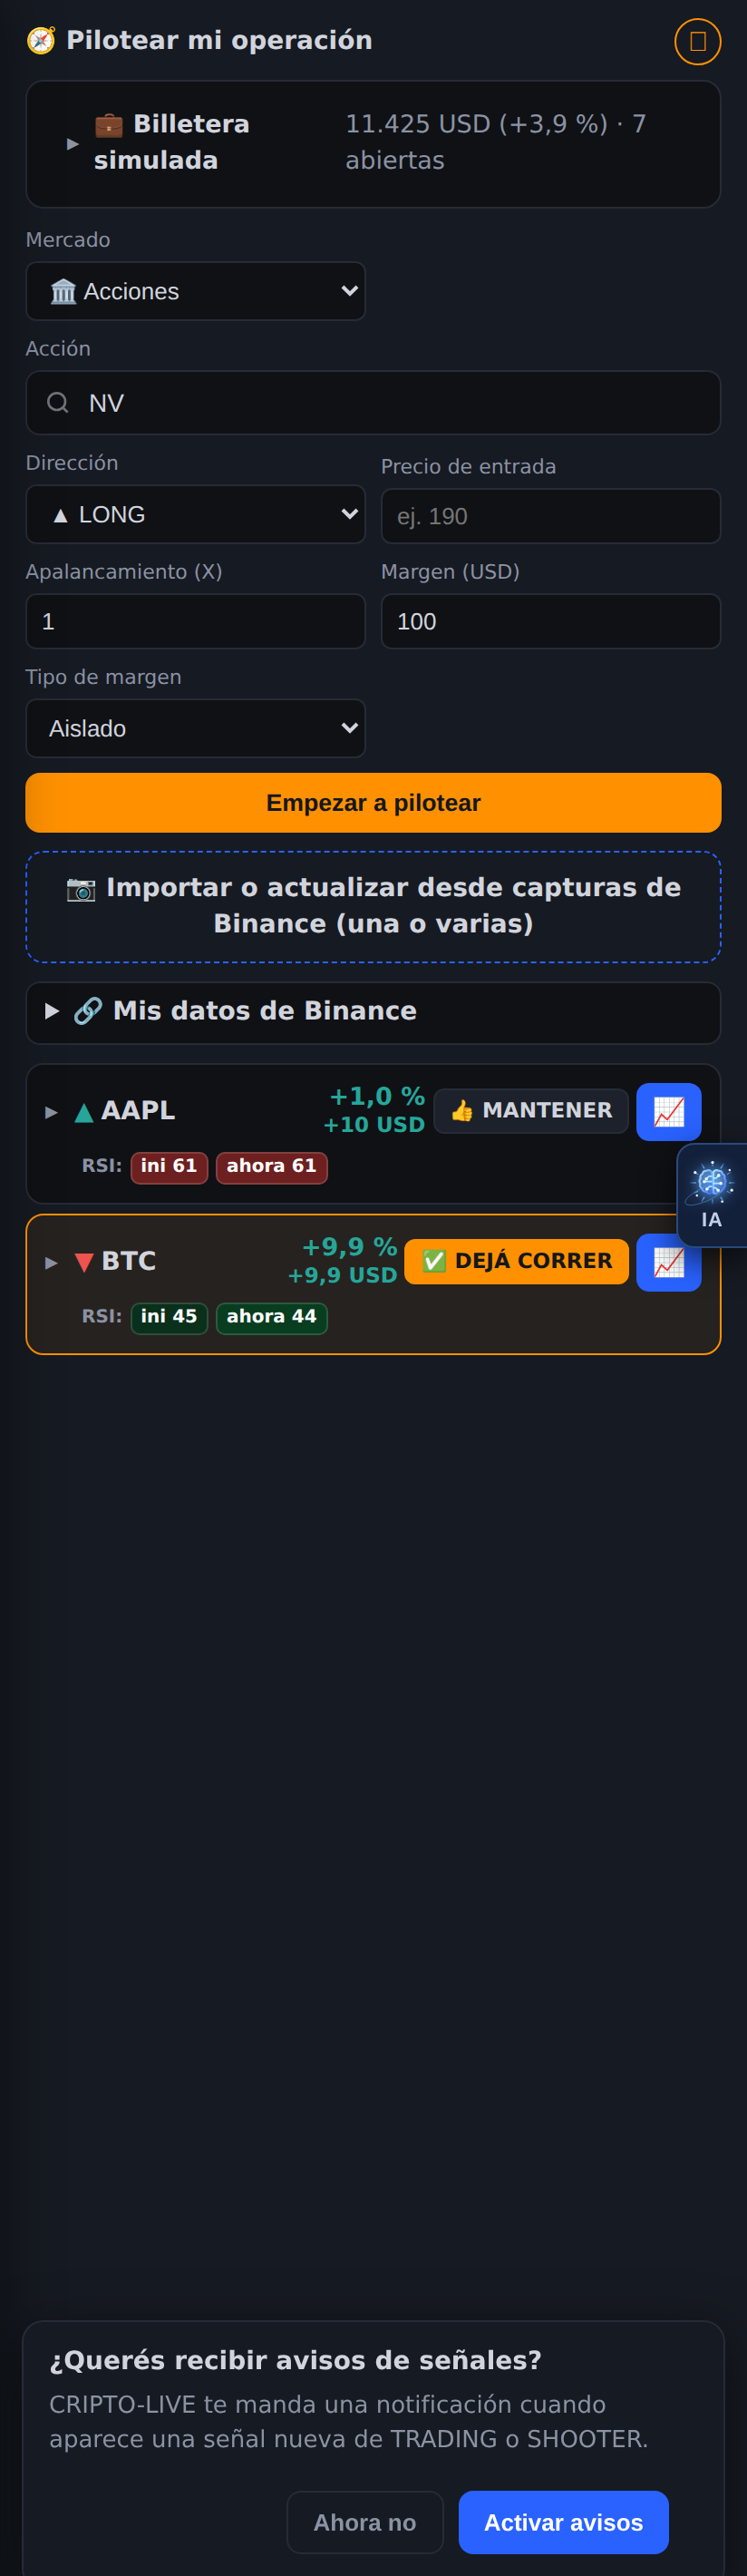 Pilotear mi operación
Billetera 11.425 USD (+3,9 %) · 7
simulada abiertas
Mercado
Acciones
Acción
NV
Dirección Precio de entrada
▲ LONG ej. 190
Apalancamiento (X) Margen (USD)
1 100
Tipo de margen
Aislado
Empezar a pilotear
Importar o actualizar desde capturas de
Binance (una o varias)
Mis datos de Binance
▲ AAPL +1,0 % MANTENER
+10 USD
RSI: ini 61 ahora 61
IA
▼ BTC +9,9 % DEJÁ CORRER
+9,9 USD
RSI: ini 45 ahora 44
¿Querés recibir avisos de señales?
CRIPTO-LIVE te manda una notificación cuando
aparece una señal nueva de TRADING o SHOOTER.
Ahora no Activar avisos